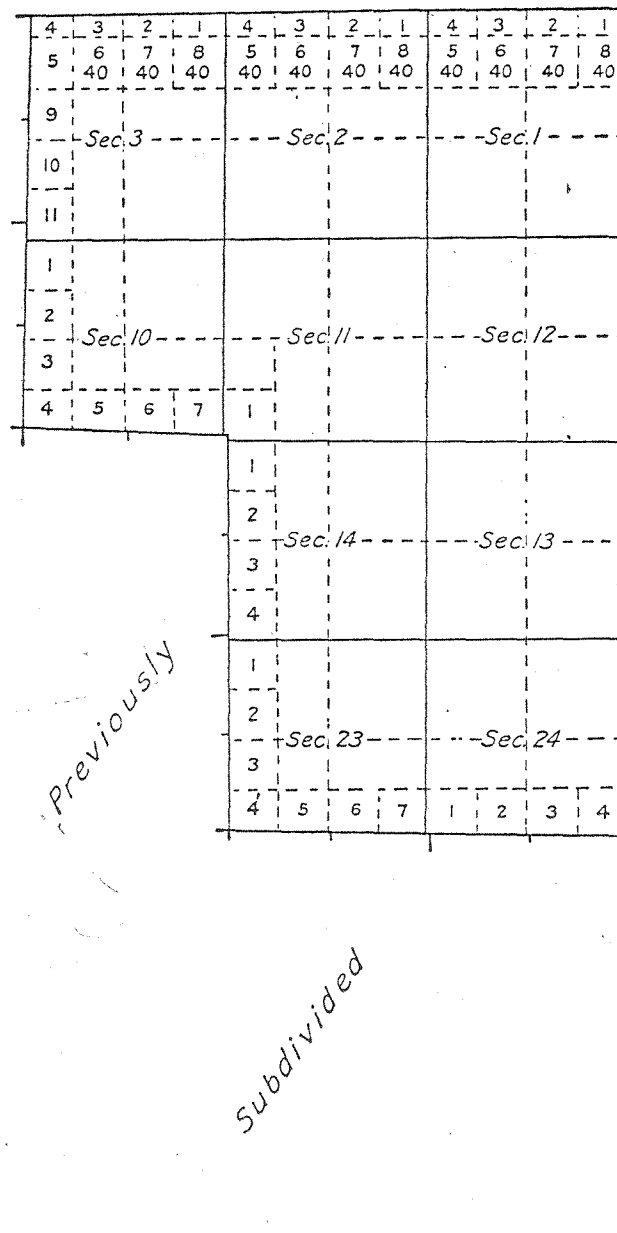 4 3 2 1 4 3 2 1 4 3 2 1
5 6 7 8 5 6 7 8 5 6 7 8
40 40 40 40 40 40 40 40 40 40 40
9
Sec. 3 Sec. 2 Sec. 1
10
11
1
2
Sec. 10 Sec. 11 Sec. 12
3
4 5 6 7 1
1
2
Sec. 14 Sec. 13
3
4
1
2
Sec. 23 Sec. 24
3
4 5 6 7 1 2 3 4
Previously
Subdivided